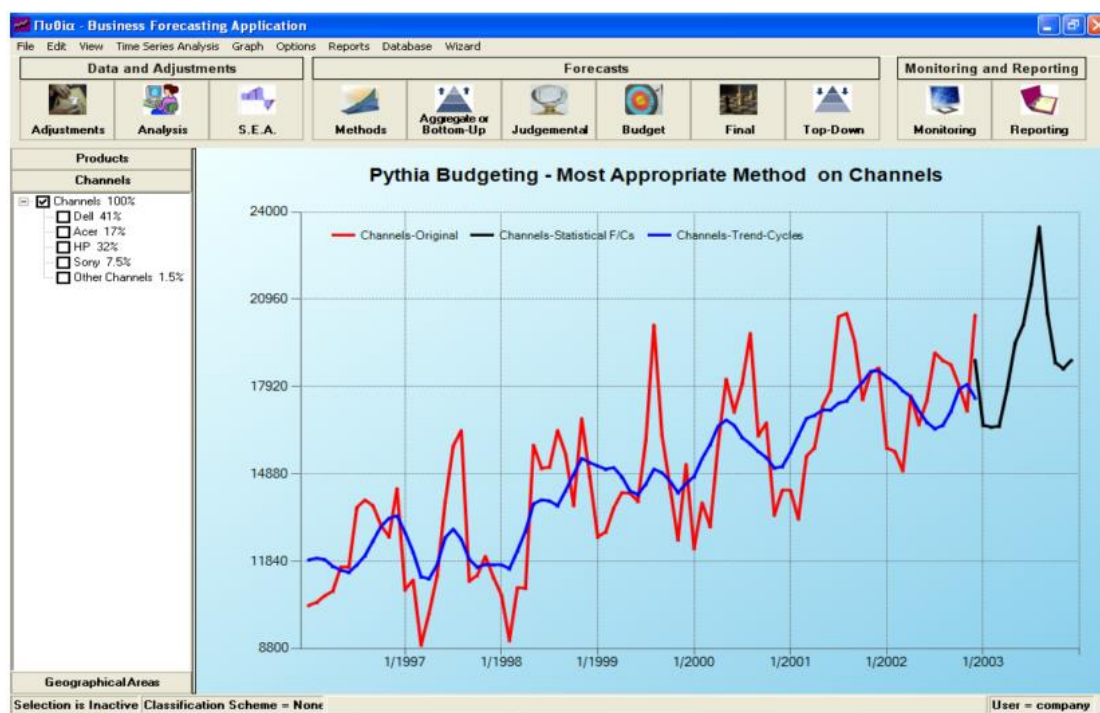 Πυθία - Business Forecasting Application
File Edit View Time Series Analysis Graph Options Reports Database Wizard
Data and Adjustments
Forecasts
Monitoring and Reporting
Adjustments
Analysis
S.E.A.
Methods
Aggregate or
Bottom-Up
Judgemental
Budget
Final
Top-Down
Monitoring
Reporting
Products
Channels
Channels 100%
Dell 41%
Acer 17%
HP 32%
Sony 7.5%
Other Channels 1.5%
Geographical Areas
Pythia Budgeting - Most Appropriate Method on Channels
Channels-Original Channels-Statistical F/Cs Channels-Trend-Cycles
24000
20960
17920
14880
11840
8800
1/1997 1/1998 1/1999 1/2000 1/2001 1/2002 1/2003
Selection is Inactive Classification Scheme = None User = company